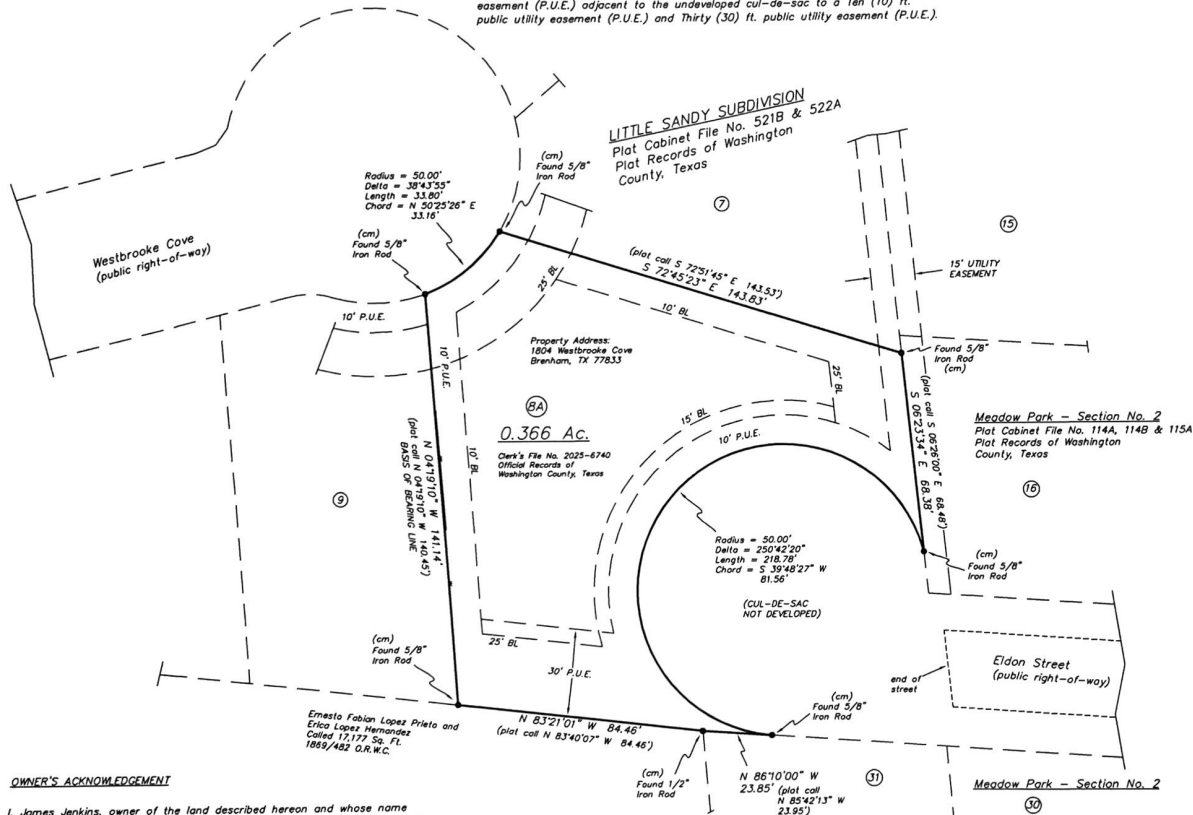 easement (P.U.E.) adjacent to the undeveloped cul-de-sac to a Ten (10) ft.
public utility easement (P.U.E.) and Thirty (30) ft. public utility easement (P.U.E.).
LITTLE SANDY SUBDIVISION
Plat Cabinet File No. 521B & 522A
Plat Records of Washington
County, Texas
(cm)
Found 5/8"
Iron Rod
Radius = 50.00'
Delta = 38°43'55"
Length = 33.80'
Chord = N 50°25'26" E
33.16'
7
15
Westbrooke Cove
(public right-of-way)
(cm)
Found 5/8"
Iron Rod
(plat call S 72°51'45" E 143.53')
S 72°45'23" E 143.83'
15' UTILITY
EASEMENT
25' BL
10' BL
10' P.U.E.
Property Address:
1804 Westbrooke Cove
Brenham, TX 77833
Found 5/8"
Iron Rod
(cm)
10' P.U.E.
25' BL
8A
0.366 Ac.
Clerk's File No. 2025-6740
Official Records of
Washington County, Texas
15' BL
10' P.U.E.
(plat call S 06°26'00" E 68.48')
S 06°23'34" E 68.38'
Meadow Park - Section No. 2
Plat Cabinet File No. 114A, 114B & 115A
Plat Records of Washington
County, Texas
16
9
N 04°19'10" W 141.14'
(plat call N 04°19'10" W 140.45')
BASIS OF BEARING LINE
10' BL
Radius = 50.00'
Delta = 250°42'20"
Length = 218.78'
Chord = S 39°48'27" W
81.56'
(CUL-DE-SAC
NOT DEVELOPED)
(cm)
Found 5/8"
Iron Rod
(cm)
Found 5/8"
Iron Rod
25' BL
30' P.U.E.
Eldon Street
(public right-of-way)
end of
street
(cm)
Found 5/8"
Iron Rod
Ernesto Fabian Lopez Prieto and
Erica Lopez Hernandez
Called 17,177 Sq. Ft.
1869/482 O.R.W.C.
N 83°21'01" W 84.46'
(plat call N 83°40'07" W 84.46')
(cm)
Found 1/2"
Iron Rod
N 86°10'00" W
23.85'
(plat call
N 85°42'13" W
23.95')
31
Meadow Park - Section No. 2
30
OWNER'S ACKNOWLEDGEMENT
I, James Jenkins, owner of the land described hereon and whose name